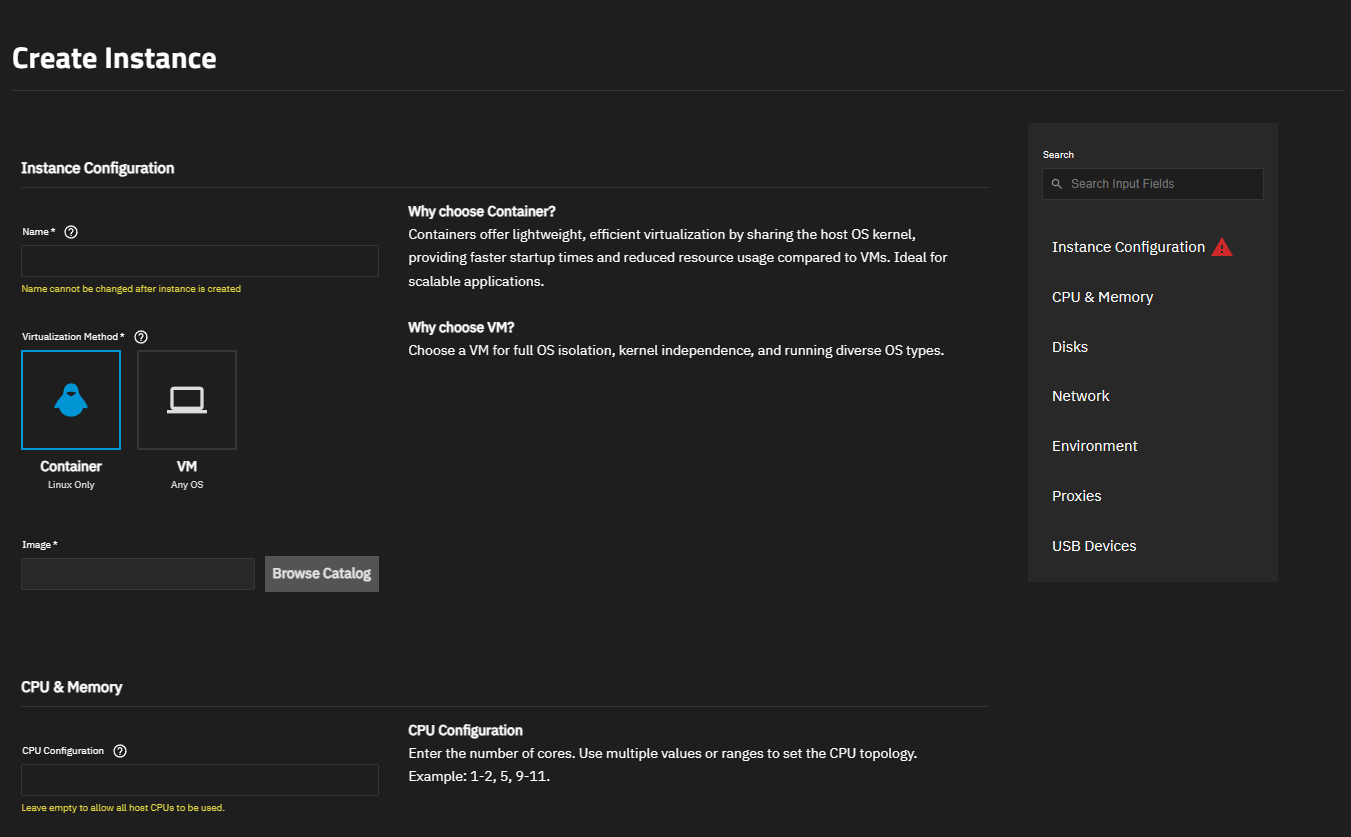 Create Instance
Instance Configuration
Name *
Name cannot be changed after instance is created
Virtualization Method *
Container
Linux Only
VM
Any OS
Image *
Browse Catalog
Why choose Container?
Containers offer lightweight, efficient virtualization by sharing the host OS kernel,
providing faster startup times and reduced resource usage compared to VMs. Ideal for
scalable applications.
Why choose VM?
Choose a VM for full OS isolation, kernel independence, and running diverse OS types.
CPU & Memory
CPU Configuration
Leave empty to allow all host CPUs to be used.
CPU Configuration
Enter the number of cores. Use multiple values or ranges to set the CPU topology.
Example: 1-2, 5, 9-11.
Search
Search Input Fields
Instance Configuration
CPU & Memory
Disks
Network
Environment
Proxies
USB Devices